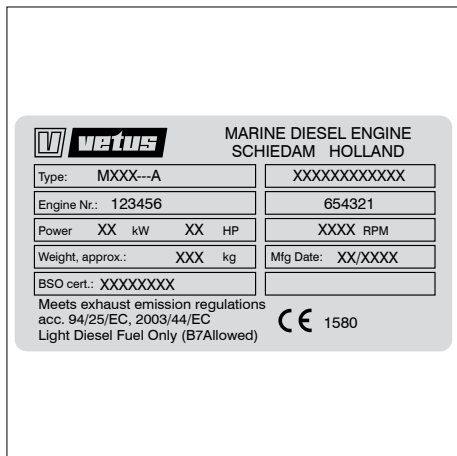 V vetus MARINE DIESEL ENGINE
SCHIEDAM HOLLAND
Type: MXXX---A XXXXXXXXXXXX
Engine Nr.: 123456 654321
Power XX kW XX HP XXXX RPM
Weight, approx.: XXX kg Mfg Date: XX/XXXX
BSO cert.: XXXXXXXX
Meets exhaust emission regulations
acc. 94/25/EC, 2003/44/EC
Light Diesel Fuel Only (B7Allowed)
CE 1580